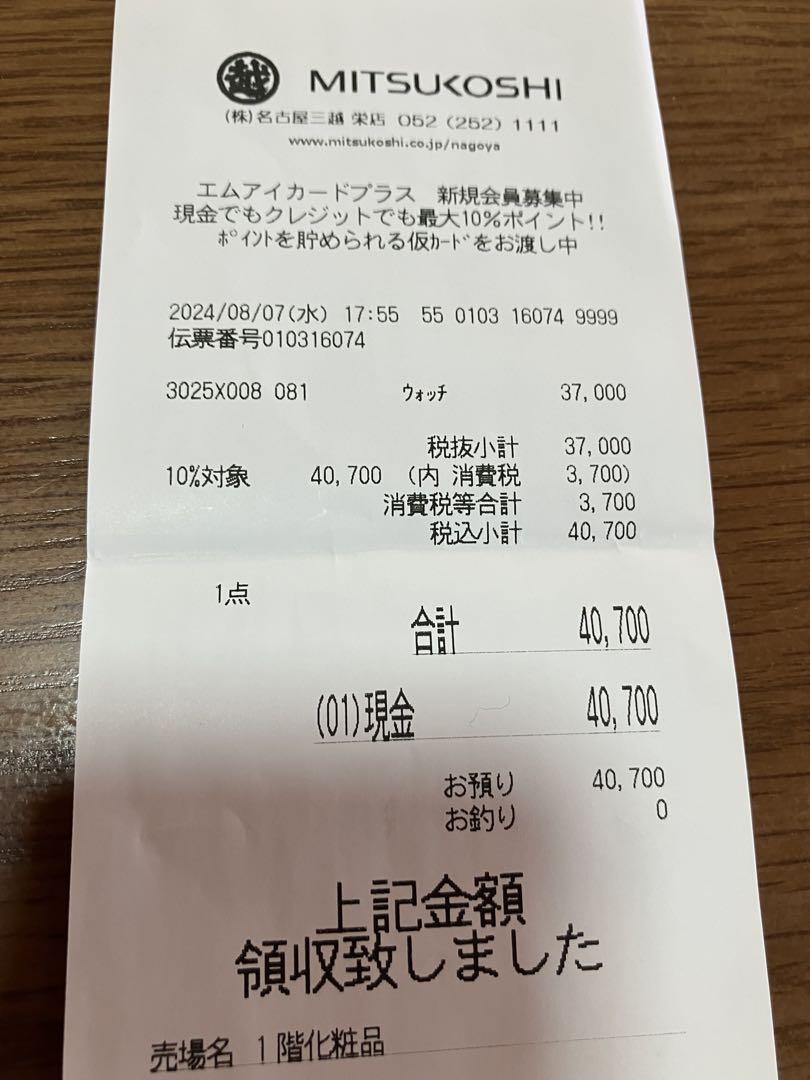 越 MITSUKOSHI
(株)名古屋三越 栄店 052 (252) 1111
www.mitsukoshi.co.jp/nagoya
エムアイカードプラス 新規会員募集中
現金でもクレジットでも最大10%ポイント!!
ﾎﾟｲﾝﾄを貯められる仮ｶｰﾄﾞをお渡し中
2024/08/07(水) 17:55 55 0103 16074 9999
伝票番号010316074
3025X008 081 ｳｫｯﾁ 37,000
税抜小計 37,000
10%対象 40,700 (内 消費税 3,700)
消費税等合計 3,700
税込小計 40,700
1点
合計 40,700
(01)現金 40,700
お預り 40,700
お釣り 0
上記金額
領収致しました
売場名 1階化粧品